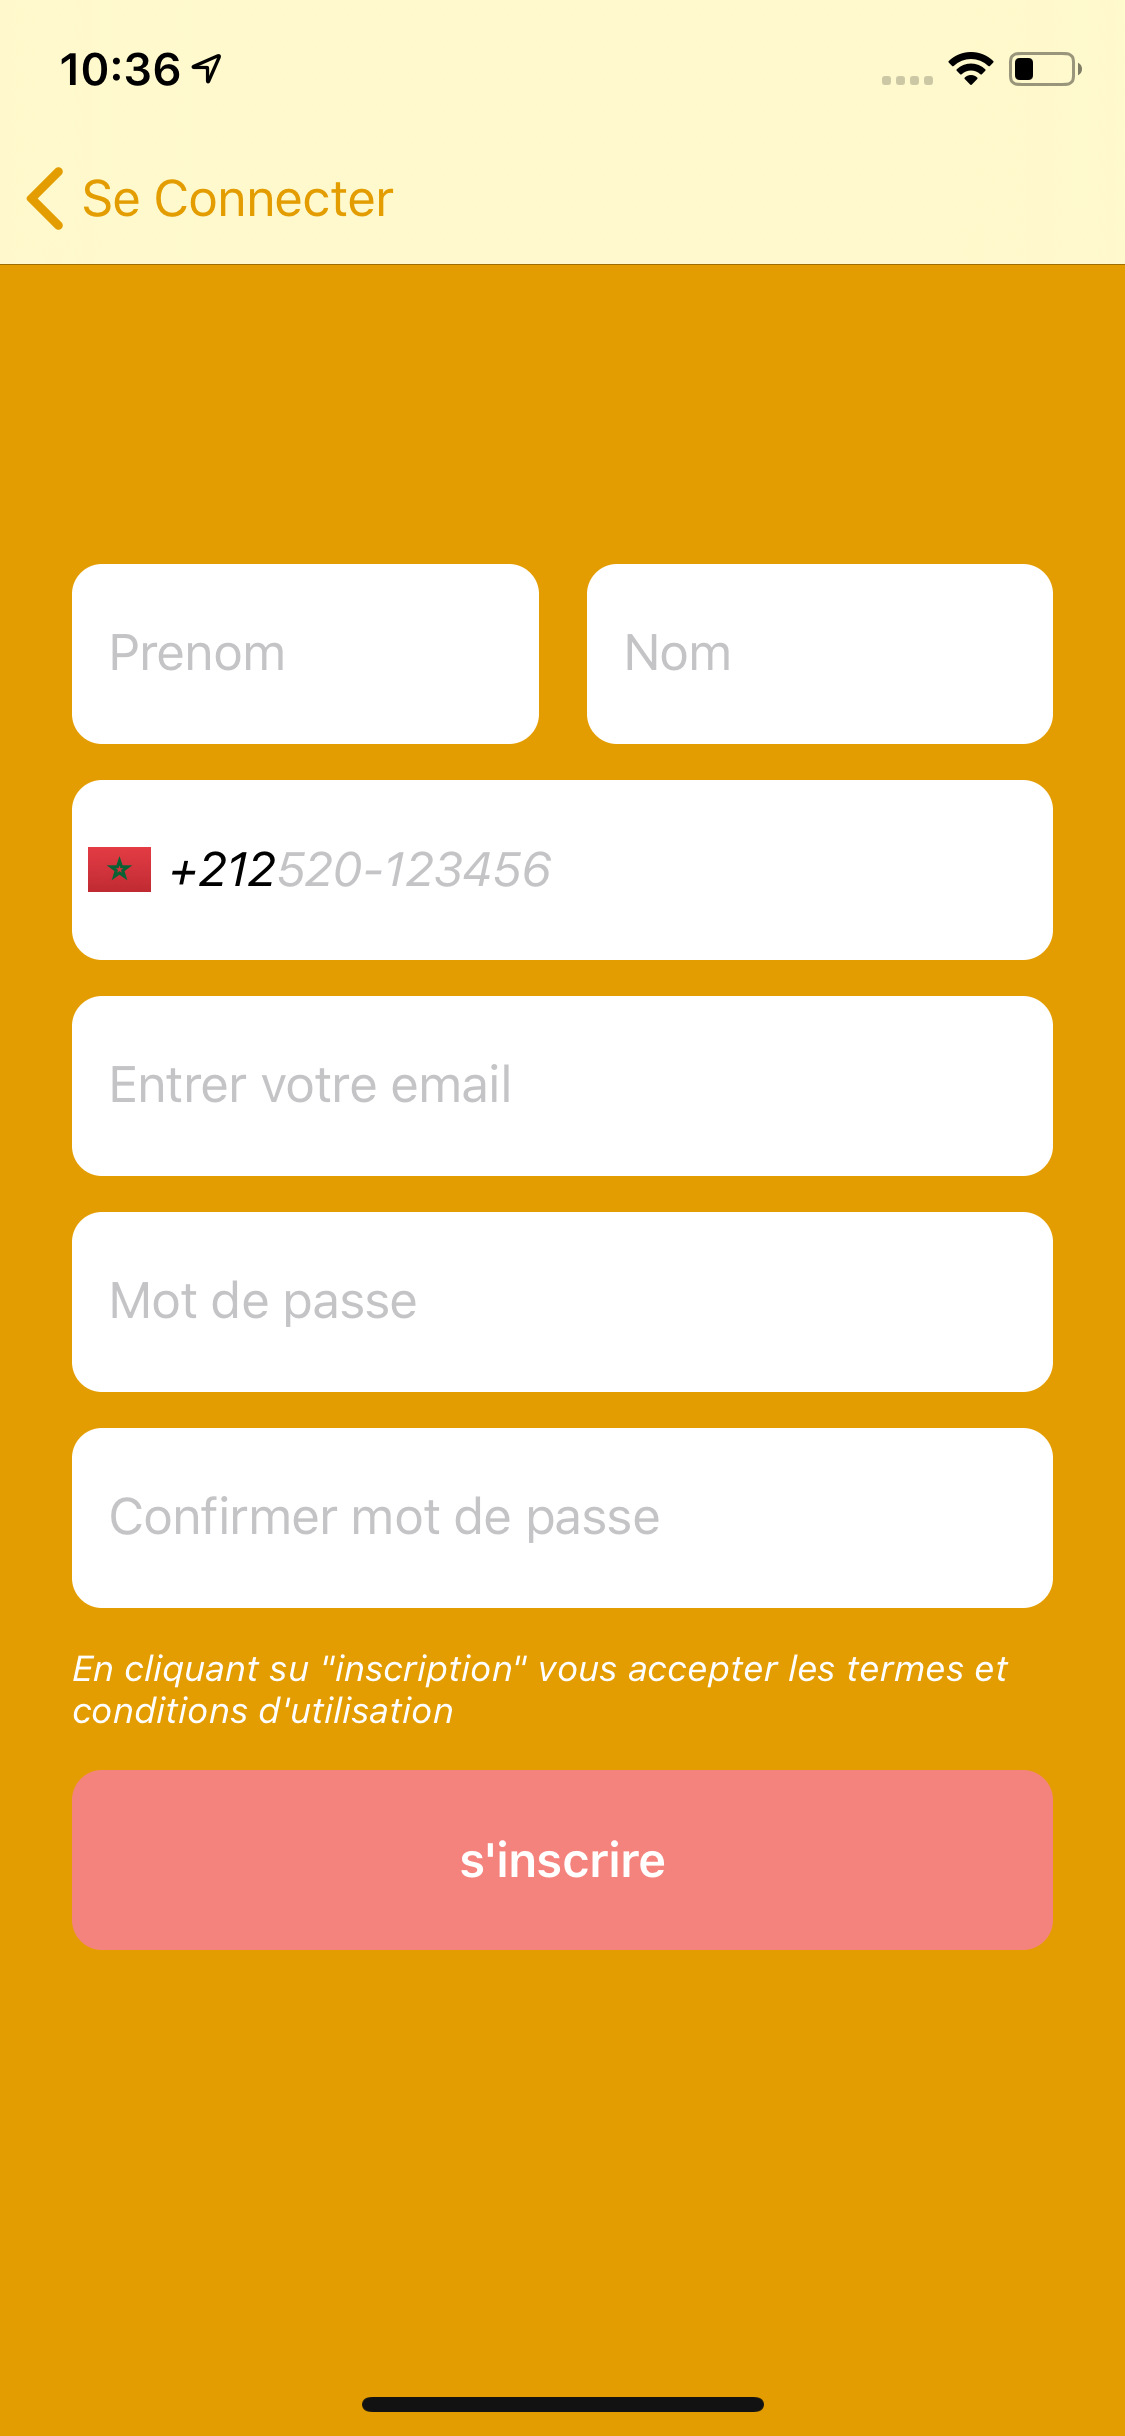 10:36
Se Connecter
Prenom
Nom
+212520-123456
Entrer votre email
Mot de passe
Confirmer mot de passe
En cliquant su "inscription" vous accepter les termes et
conditions d'utilisation
s'inscrire